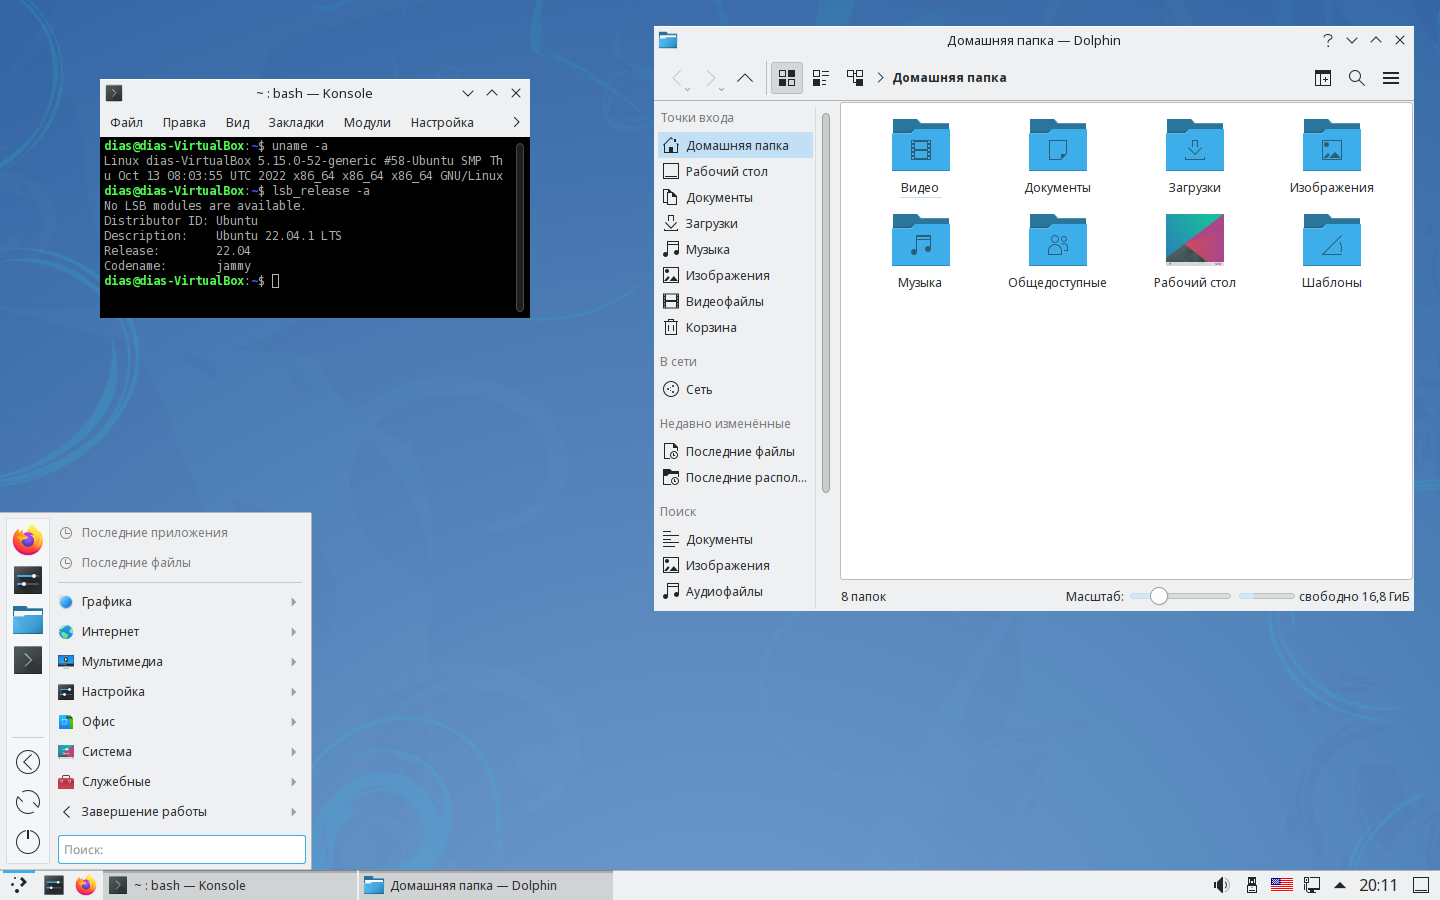 ~ : bash — Konsole
Файл Правка Вид Закладки Модули Настройка
dias@dias-VirtualBox:~$ uname -a
Linux dias-VirtualBox 5.15.0-52-generic #58-Ubuntu SMP Th
u Oct 13 08:03:55 UTC 2022 x86_64 x86_64 x86_64 GNU/Linux
dias@dias-VirtualBox:~$ lsb_release -a
No LSB modules are available.
Distributor ID: Ubuntu
Description: Ubuntu 22.04.1 LTS
Release: 22.04
Codename: jammy
dias@dias-VirtualBox:~$
Домашняя папка — Dolphin
Домашняя папка
Точки входа
Домашняя папка
Рабочий стол
Документы
Загрузки
Музыка
Изображения
Видеофайлы
Корзина
В сети
Сеть
Недавно изменённые
Последние файлы
Последние распол...
Поиск
Документы
Изображения
Аудиофайлы
Видео Документы Загрузки Изображения
Музыка Общедоступные Рабочий стол Шаблоны
8 папок Масштаб: свободно 16,8 ГиБ
Последние приложения
Последние файлы
Графика
Интернет
Мультимедиа
Настройка
Офис
Система
Служебные
Завершение работы
Поиск:
~ : bash — Konsole Домашняя папка — Dolphin 20:11